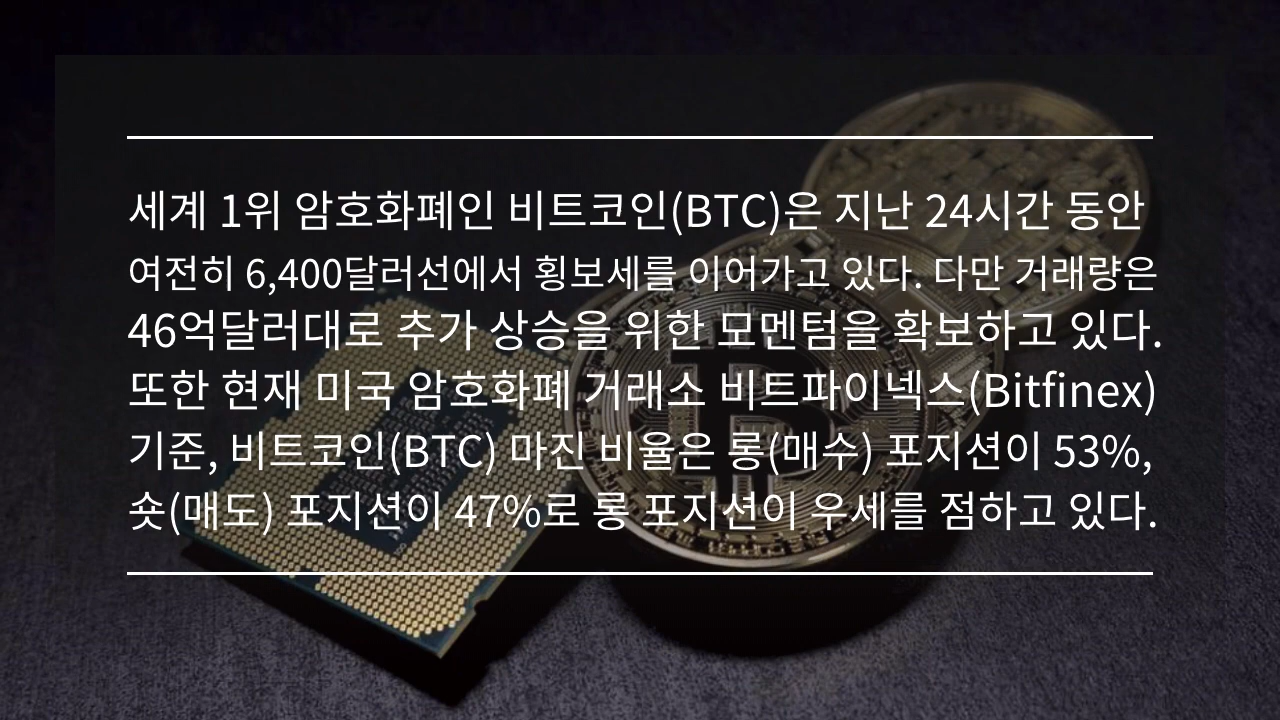 세계 1위 암호화폐인 비트코인(BTC)은 지난 24시간 동안
여전히 6,400달러선에서 횡보세를 이어가고 있다. 다만 거래량은
46억달러대로 추가 상승을 위한 모멘텀을 확보하고 있다.
또한 현재 미국 암호화폐 거래소 비트파이넥스(Bitfinex)
기준, 비트코인(BTC) 마진 비율은 롱(매수) 포지션이 53%,
숏(매도) 포지션이 47%로 롱 포지션이 우세를 점하고 있다.